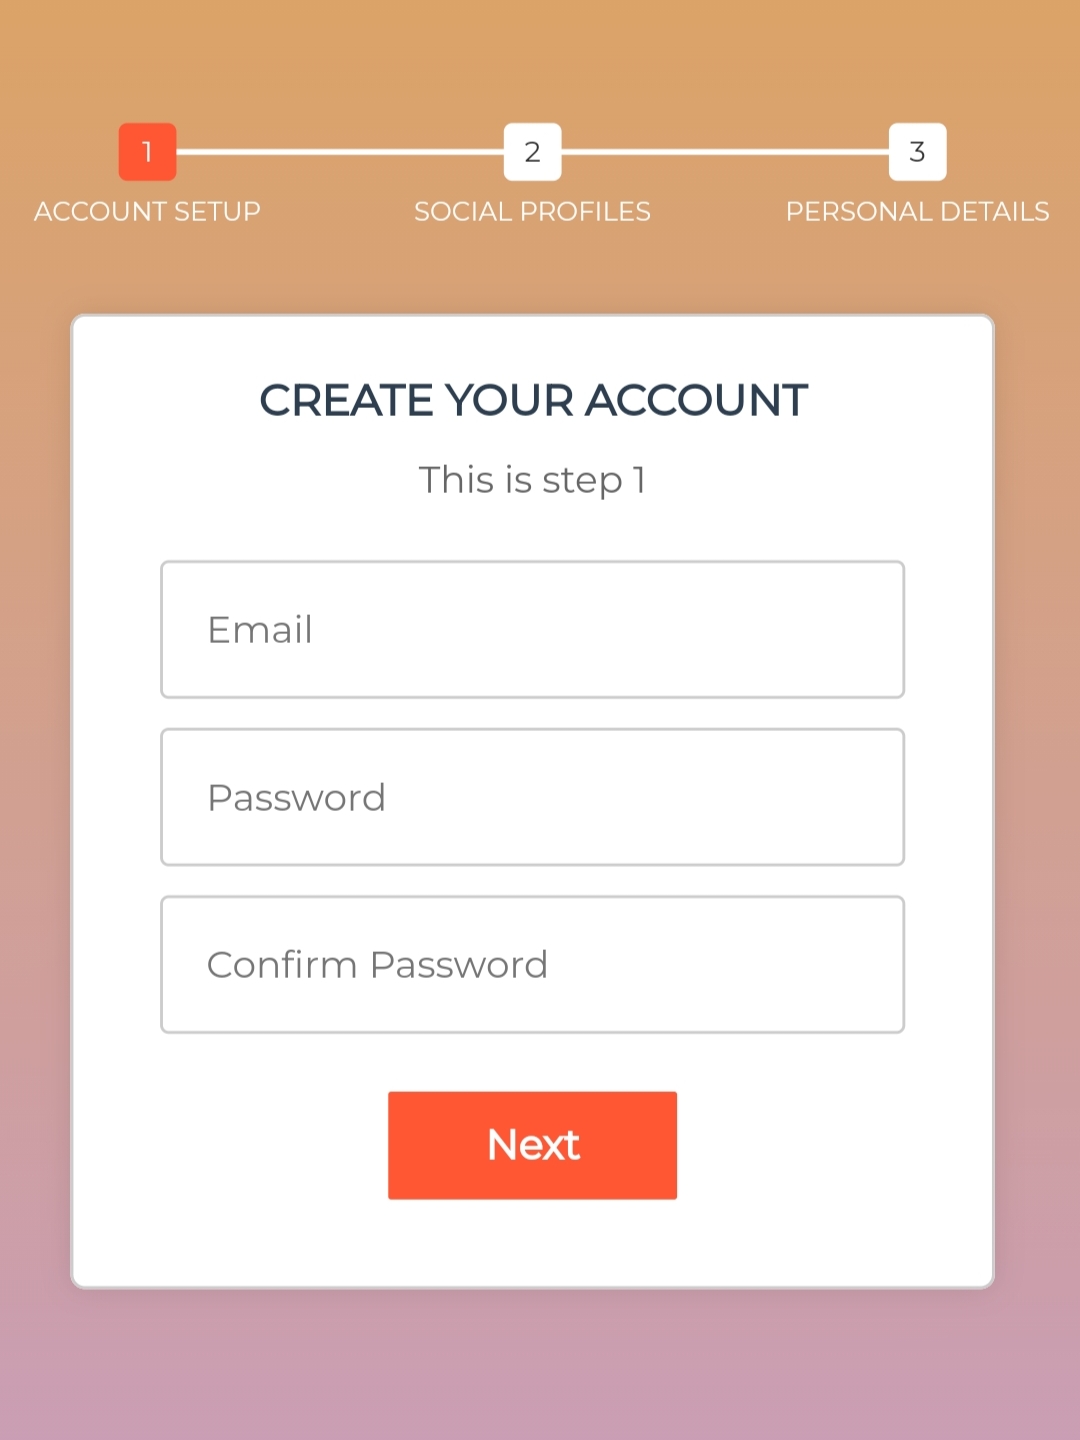 1 2 3
ACCOUNT SETUP SOCIAL PROFILES PERSONAL DETAILS
CREATE YOUR ACCOUNT
This is step 1
Email
Password
Confirm Password
Next